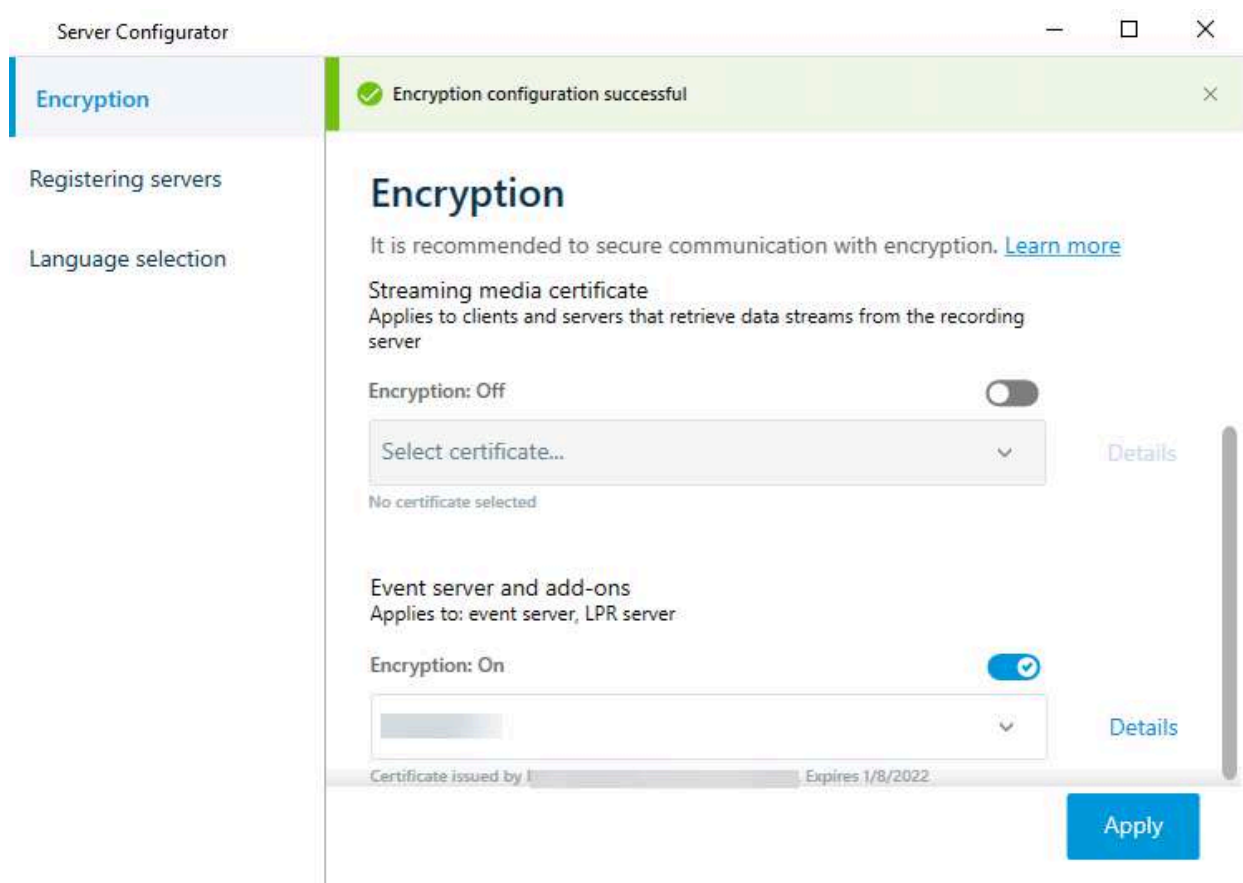 Server Configurator
Encryption
Registering servers
Language selection
Encryption configuration successful
Encryption
It is recommended to secure communication with encryption. Learn more
Streaming media certificate
Applies to clients and servers that retrieve data streams from the recording
server
Encryption: Off
Select certificate...
Details
No certificate selected
Event server and add-ons
Applies to: event server, LPR server
Encryption: On
Details
Certificate issued by
Expires 1/8/2022
Apply